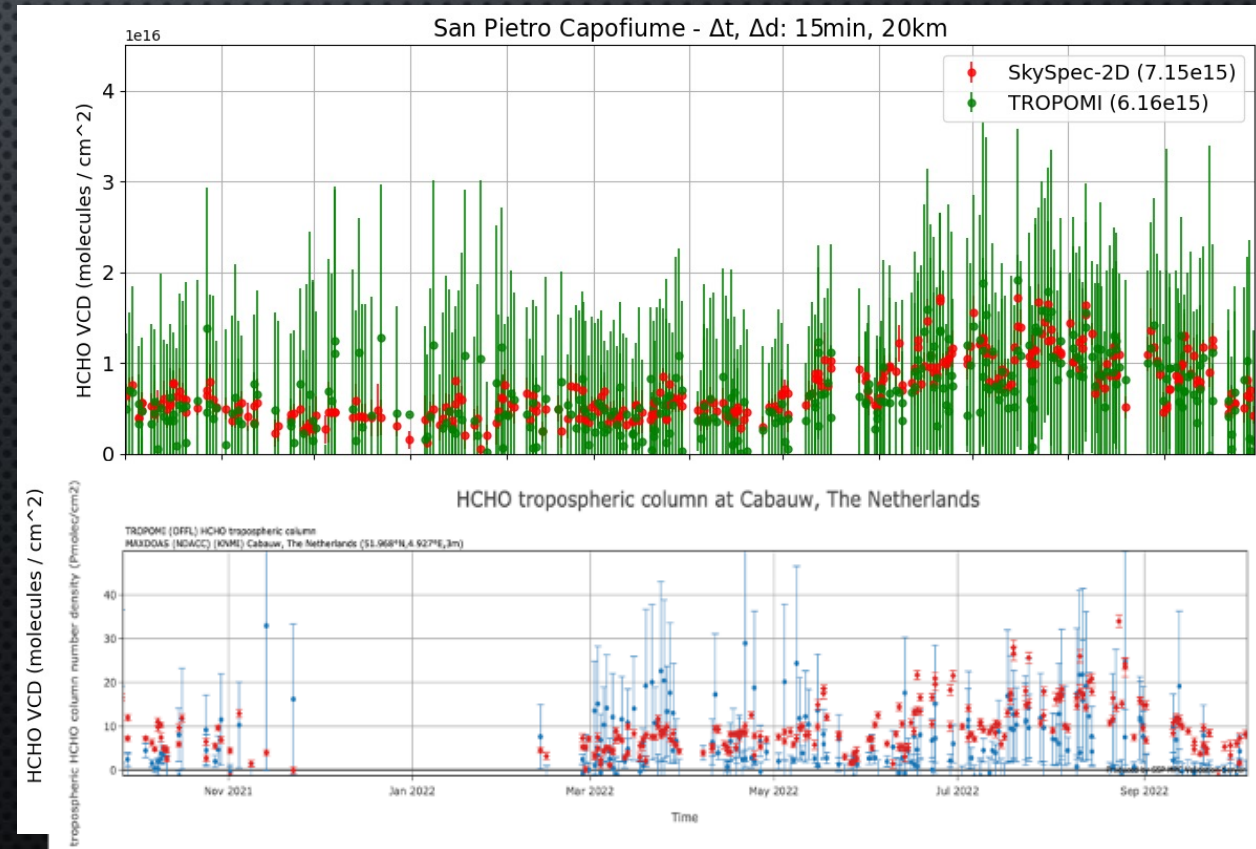 San Pietro Capofiume - Δt, Δd: 15min, 20km
1e16
SkySpec-2D (7.15e15)
TROPOMI (6.16e15)
HCHO VCD (molecules / cm^2)
4
3
2
1
0
HCHO tropospheric column at Cabauw, The Netherlands
TROPOMI (OFFL) HCHO tropospheric column
MAXDOAS (NDACC) (KNMI) Cabauw, The Netherlands (51.968°N,4.927°E,3m)
HCHO VCD (molecules / cm^2)
tropospheric HCHO column number density (Pmolec/cm2)
40
30
20
10
0
Nov 2021
Jan 2022
Mar 2022
May 2022
Jul 2022
Sep 2022
Time